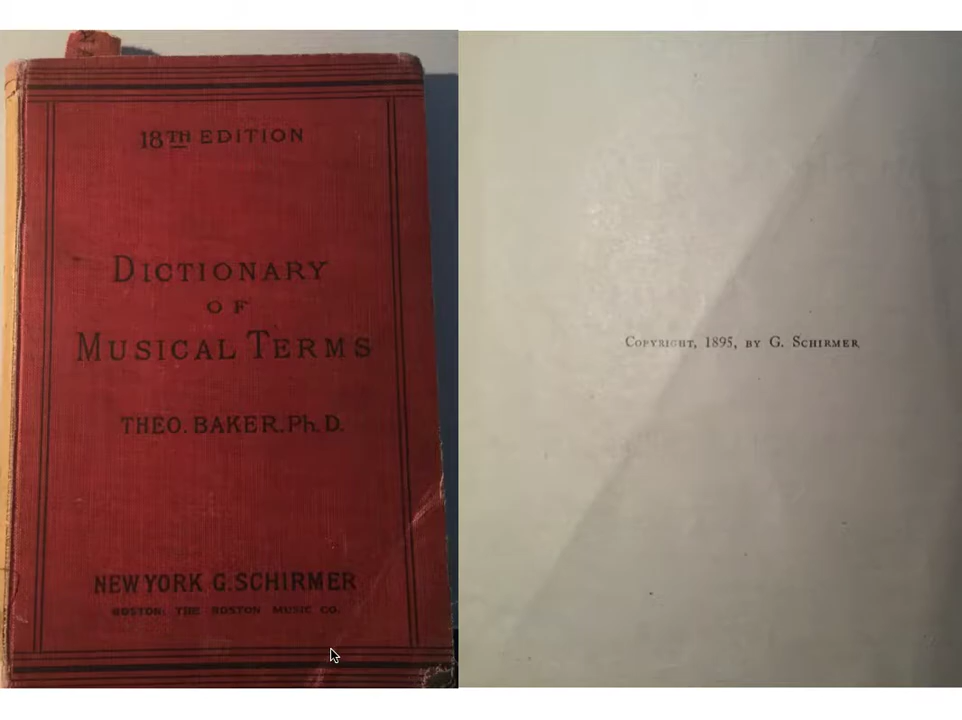 18TH EDITION
DICTIONARY
OF
MUSICAL TERMS
THEO. BAKER, Ph. D.
NEW YORK G. SCHIRMER
BOSTON: THE BOSTON MUSIC CO.
COPYRIGHT, 1895, BY G. SCHIRMER